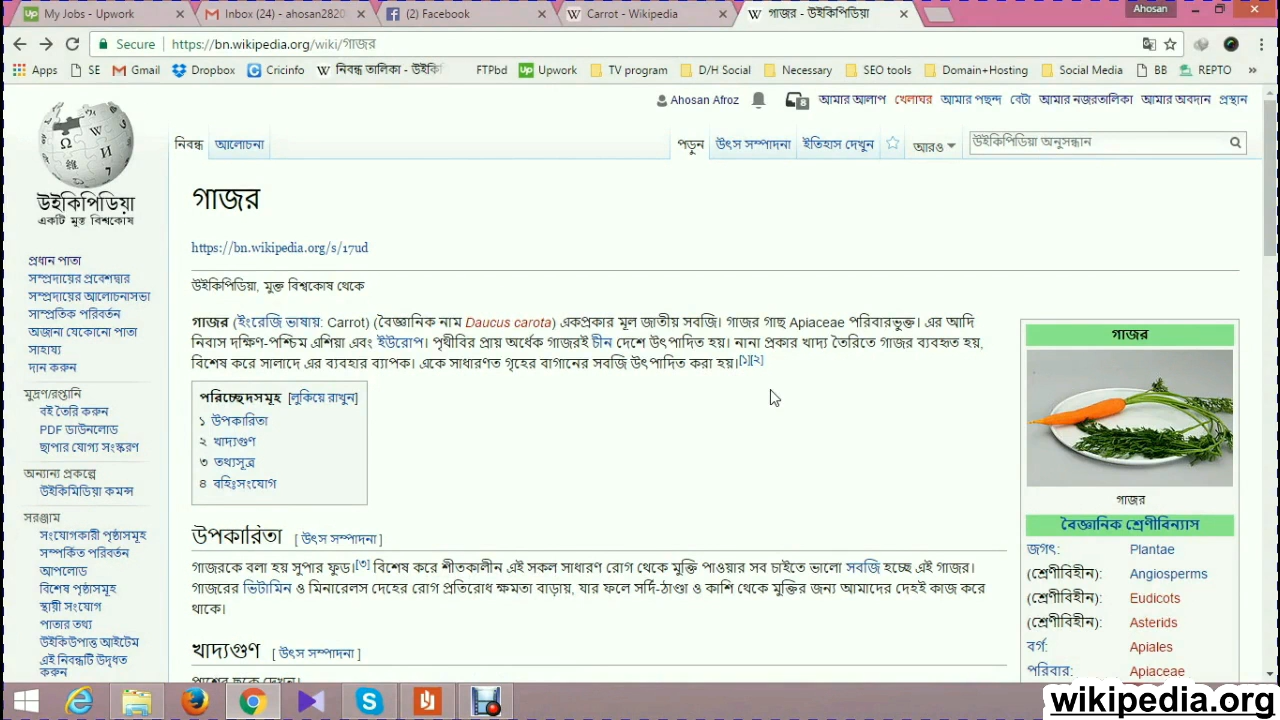 My Jobs - Upwork
Inbox (24) - ahosan2820
(2) Facebook
Carrot - Wikipedia
গাজর - উইকিপিডিয়া
Ahosan
Secure https://bn.wikipedia.org/wiki/গাজর
Apps SE Gmail Dropbox Cricinfo নিবন্ধ তালিকা - উইকি FTPbd Upwork TV program D/H Social Necessary SEO tools Domain+Hosting Social Media BB REPTO »
Ahosan Afroz 8 আমার আলাপ খেলাঘর আমার পছন্দ বেটা আমার নজরতালিকা আমার অবদান প্রস্থান
নিবন্ধ আলোচনা পড়ুন উৎস সম্পাদনা ইতিহাস দেখুন আরও উইকিপিডিয়া অনুসন্ধান
উইকিপিডিয়া
একটি মুক্ত বিশ্বকোষ
প্রধান পাতা
সম্প্রদায়ের প্রবেশদ্বার
সম্প্রদায়ের আলোচনাসভা
সাম্প্রতিক পরিবর্তন
অজানা যেকোনো পাতা
সাহায্য
দান করুন
মুদ্রণ/রপ্তানি
বই তৈরি করুন
PDF ডাউনলোড
ছাপার যোগ্য সংস্করণ
অন্যান্য প্রকল্পে
উইকিমিডিয়া কমন্স
সরঞ্জাম
সংযোগকারী পৃষ্ঠাসমূহ
সম্পর্কিত পরিবর্তন
আপলোড
বিশেষ পৃষ্ঠাসমূহ
স্থায়ী সংযোগ
পাতার তথ্য
উইকিউপাত্ত আইটেম
এই নিবন্ধটি উদ্ধৃত
করুন
গাজর
https://bn.wikipedia.org/s/১৭ud
উইকিপিডিয়া, মুক্ত বিশ্বকোষ থেকে
গাজর (ইংরেজি ভাষায়: Carrot) (বৈজ্ঞানিক নাম Daucus carota) একপ্রকার মূল জাতীয় সবজি। গাজর গাছ Apiaceae পরিবারভুক্ত। এর আদি
নিবাস দক্ষিণ-পশ্চিম এশিয়া এবং ইউরোপ। পৃথীবির প্রায় অর্ধেক গাজরই চীন দেশে উৎপাদিত হয়। নানা প্রকার খাদ্য তৈরিতে গাজর ব্যবহৃত হয়,
বিশেষ করে সালাদে এর ব্যবহার ব্যাপক। একে সাধারণত গৃহের বাগানের সবজি উৎপাদিত করা হয়।[১][২]
পরিচ্ছেদসমূহ [লুকিয়ে রাখুন]
১ উপকারিতা
২ খাদ্যগুণ
৩ তথ্যসূত্র
৪ বহিঃসংযোগ
উপকারিতা [ উৎস সম্পাদনা ]
গাজরকে বলা হয় সুপার ফুড।[৩] বিশেষ করে শীতকালীন এই সকল সাধারণ রোগ থেকে মুক্তি পাওয়ার সব চাইতে ভালো সবজি হচ্ছে এই গাজর।
গাজরের ভিটামিন ও মিনারেলস দেহের রোগ প্রতিরোধ ক্ষমতা বাড়ায়, যার ফলে সর্দি-ঠাণ্ডা ও কাশি থেকে মুক্তির জন্য আমাদের দেহই কাজ করে
থাকে।
খাদ্যগুণ [ উৎস সম্পাদনা ]
পাশের ছকে দেখুন।
গাজর
গাজর
বৈজ্ঞানিক শ্রেণীবিন্যাস
জগৎ: Plantae
(শ্রেণীবিহীন): Angiosperms
(শ্রেণীবিহীন): Eudicots
(শ্রেণীবিহীন): Asterids
বর্গ: Apiales
পরিবার: Apiaceae
wikipedia.org